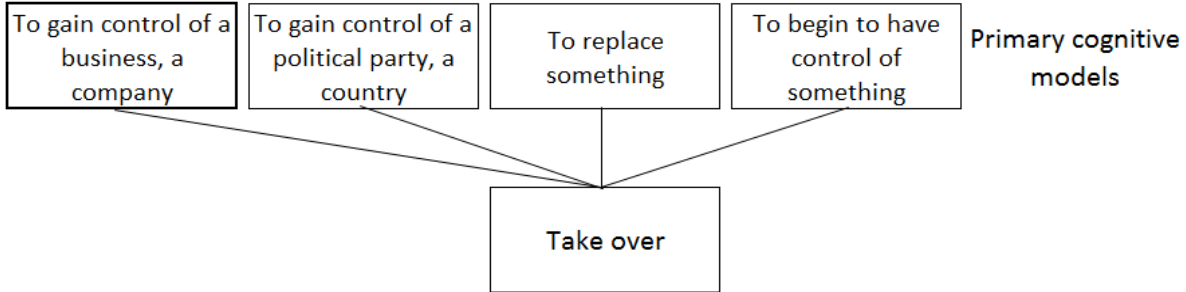 To gain control of a
business, a
company
To gain control of a
political party, a
country
To replace
something
To begin to have
control of
something
Primary cognitive
models
Take over